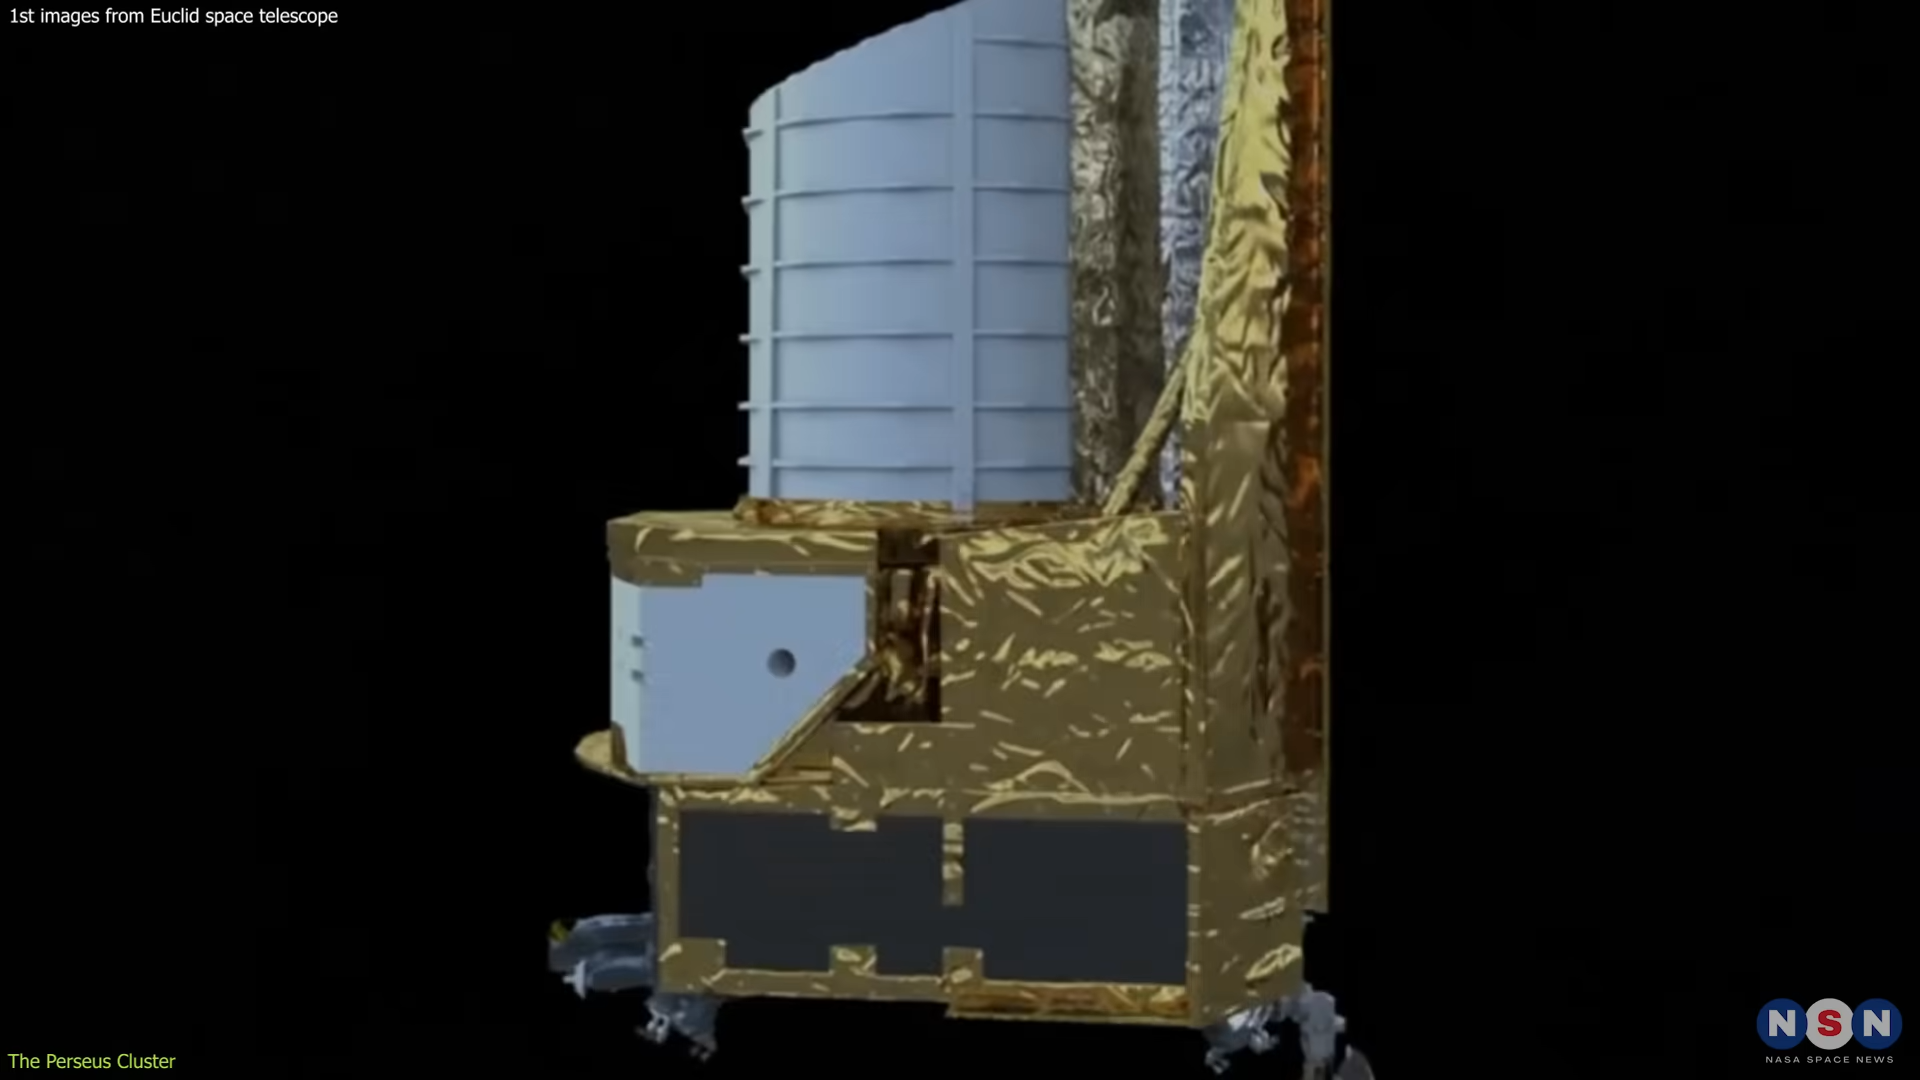 1st images from Euclid space telescope
The Perseus Cluster
NSN
NASA SPACE NEWS